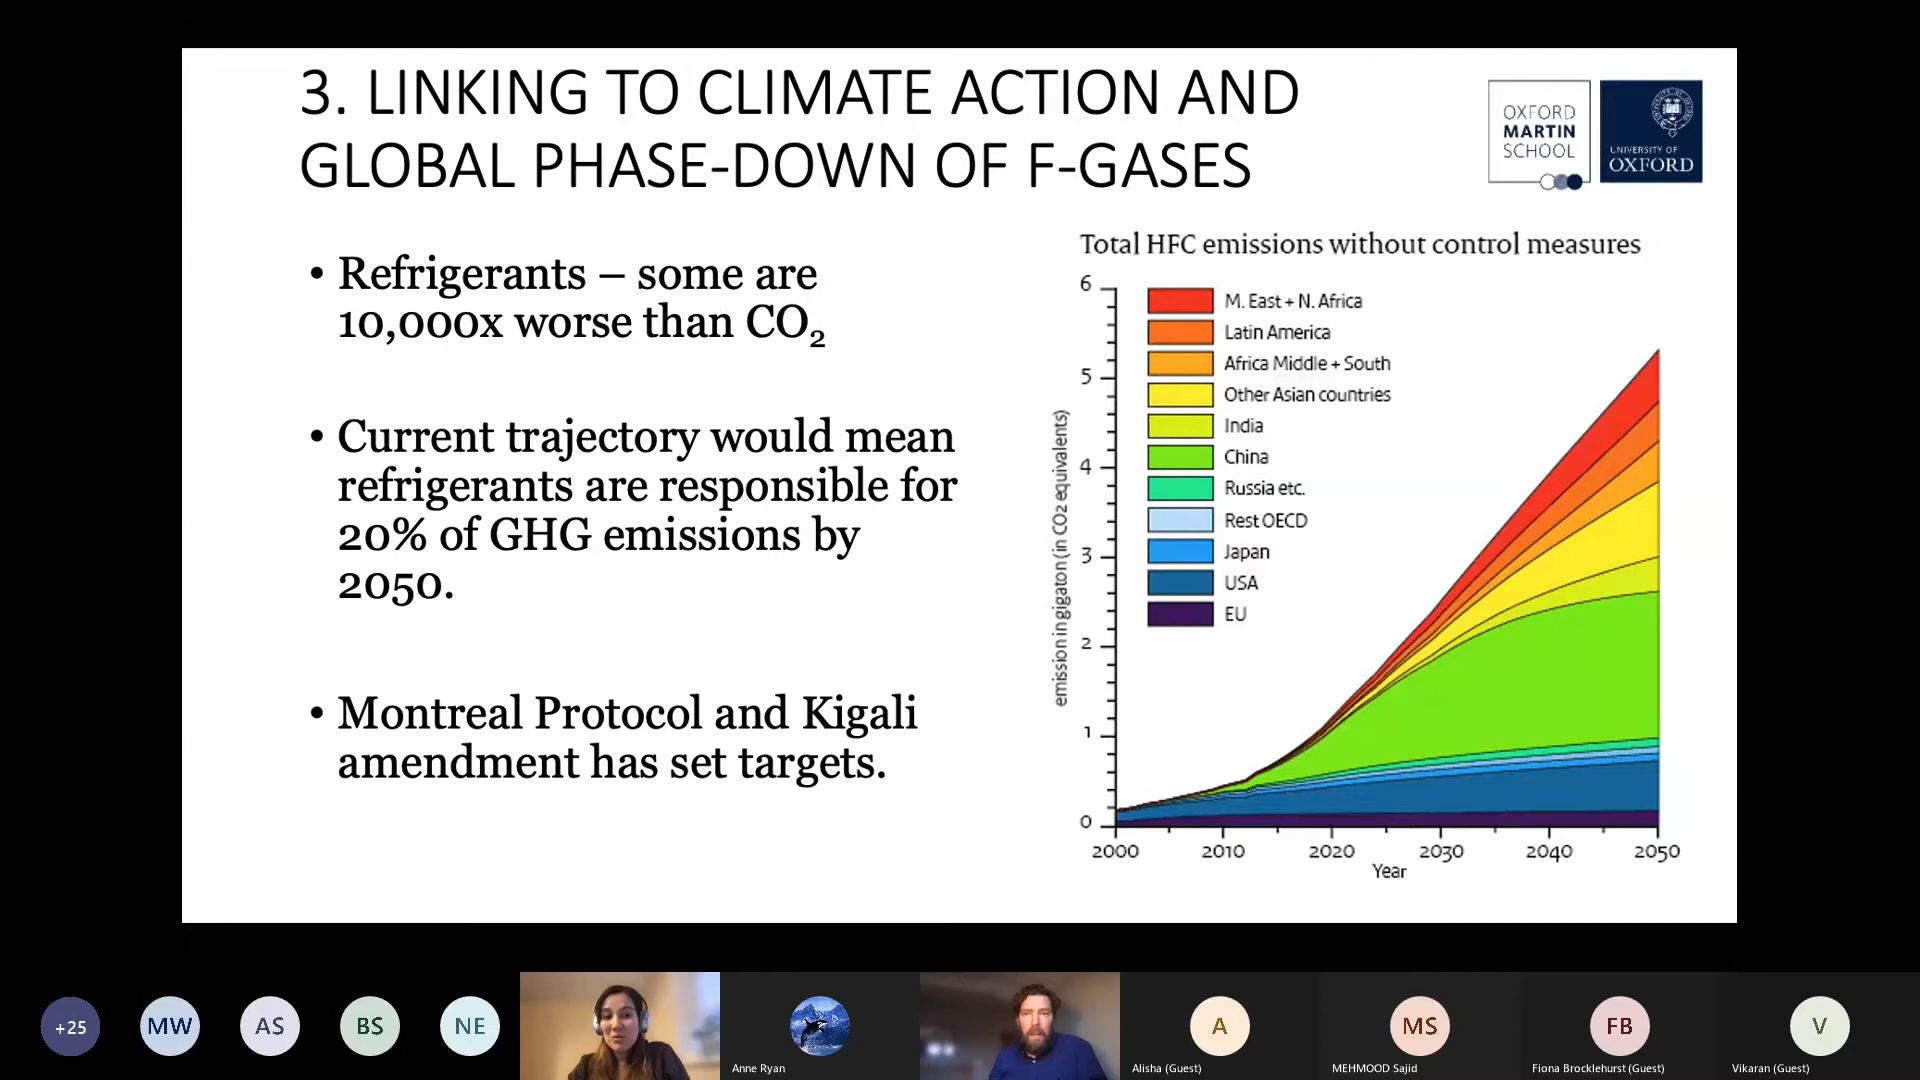 3. LINKING TO CLIMATE ACTION AND
GLOBAL PHASE-DOWN OF F-GASES
OXFORD
MARTIN
SCHOOL
UNIVERSITY OF
OXFORD
• Refrigerants – some are
10,000x worse than CO₂
• Current trajectory would mean
refrigerants are responsible for
20% of GHG emissions by
2050.
• Montreal Protocol and Kigali
amendment has set targets.
Total HFC emissions without control measures
emission in gigaton (in CO2 equivalents)
6
5
4
3
2
1
0
M. East + N. Africa
Latin America
Africa Middle + South
Other Asian countries
India
China
Russia etc.
Rest OECD
Japan
USA
EU
2000 2010 2020 2030 2040 2050
Year
+25
MW
AS
BS
NE
Anne Ryan
A
Alisha (Guest)
MS
MEHMOOD Sajid
FB
Fiona Brocklehurst (Guest)
V
Vikaran (Guest)